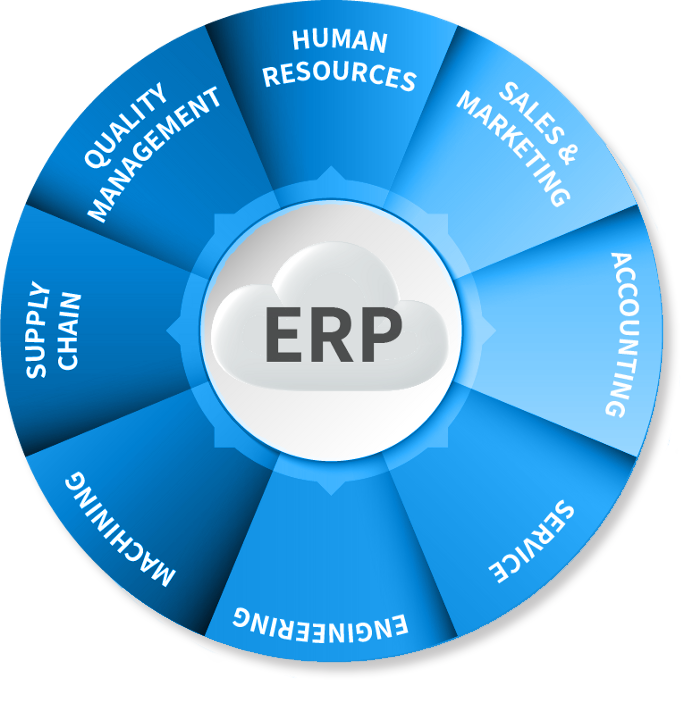 HUMAN
RESOURCES
SALES &
MARKETING
ACCOUNTING
SERVICE
ENGINEERING
MACHINING
SUPPLY
CHAIN
QUALITY
MANAGEMENT
ERP